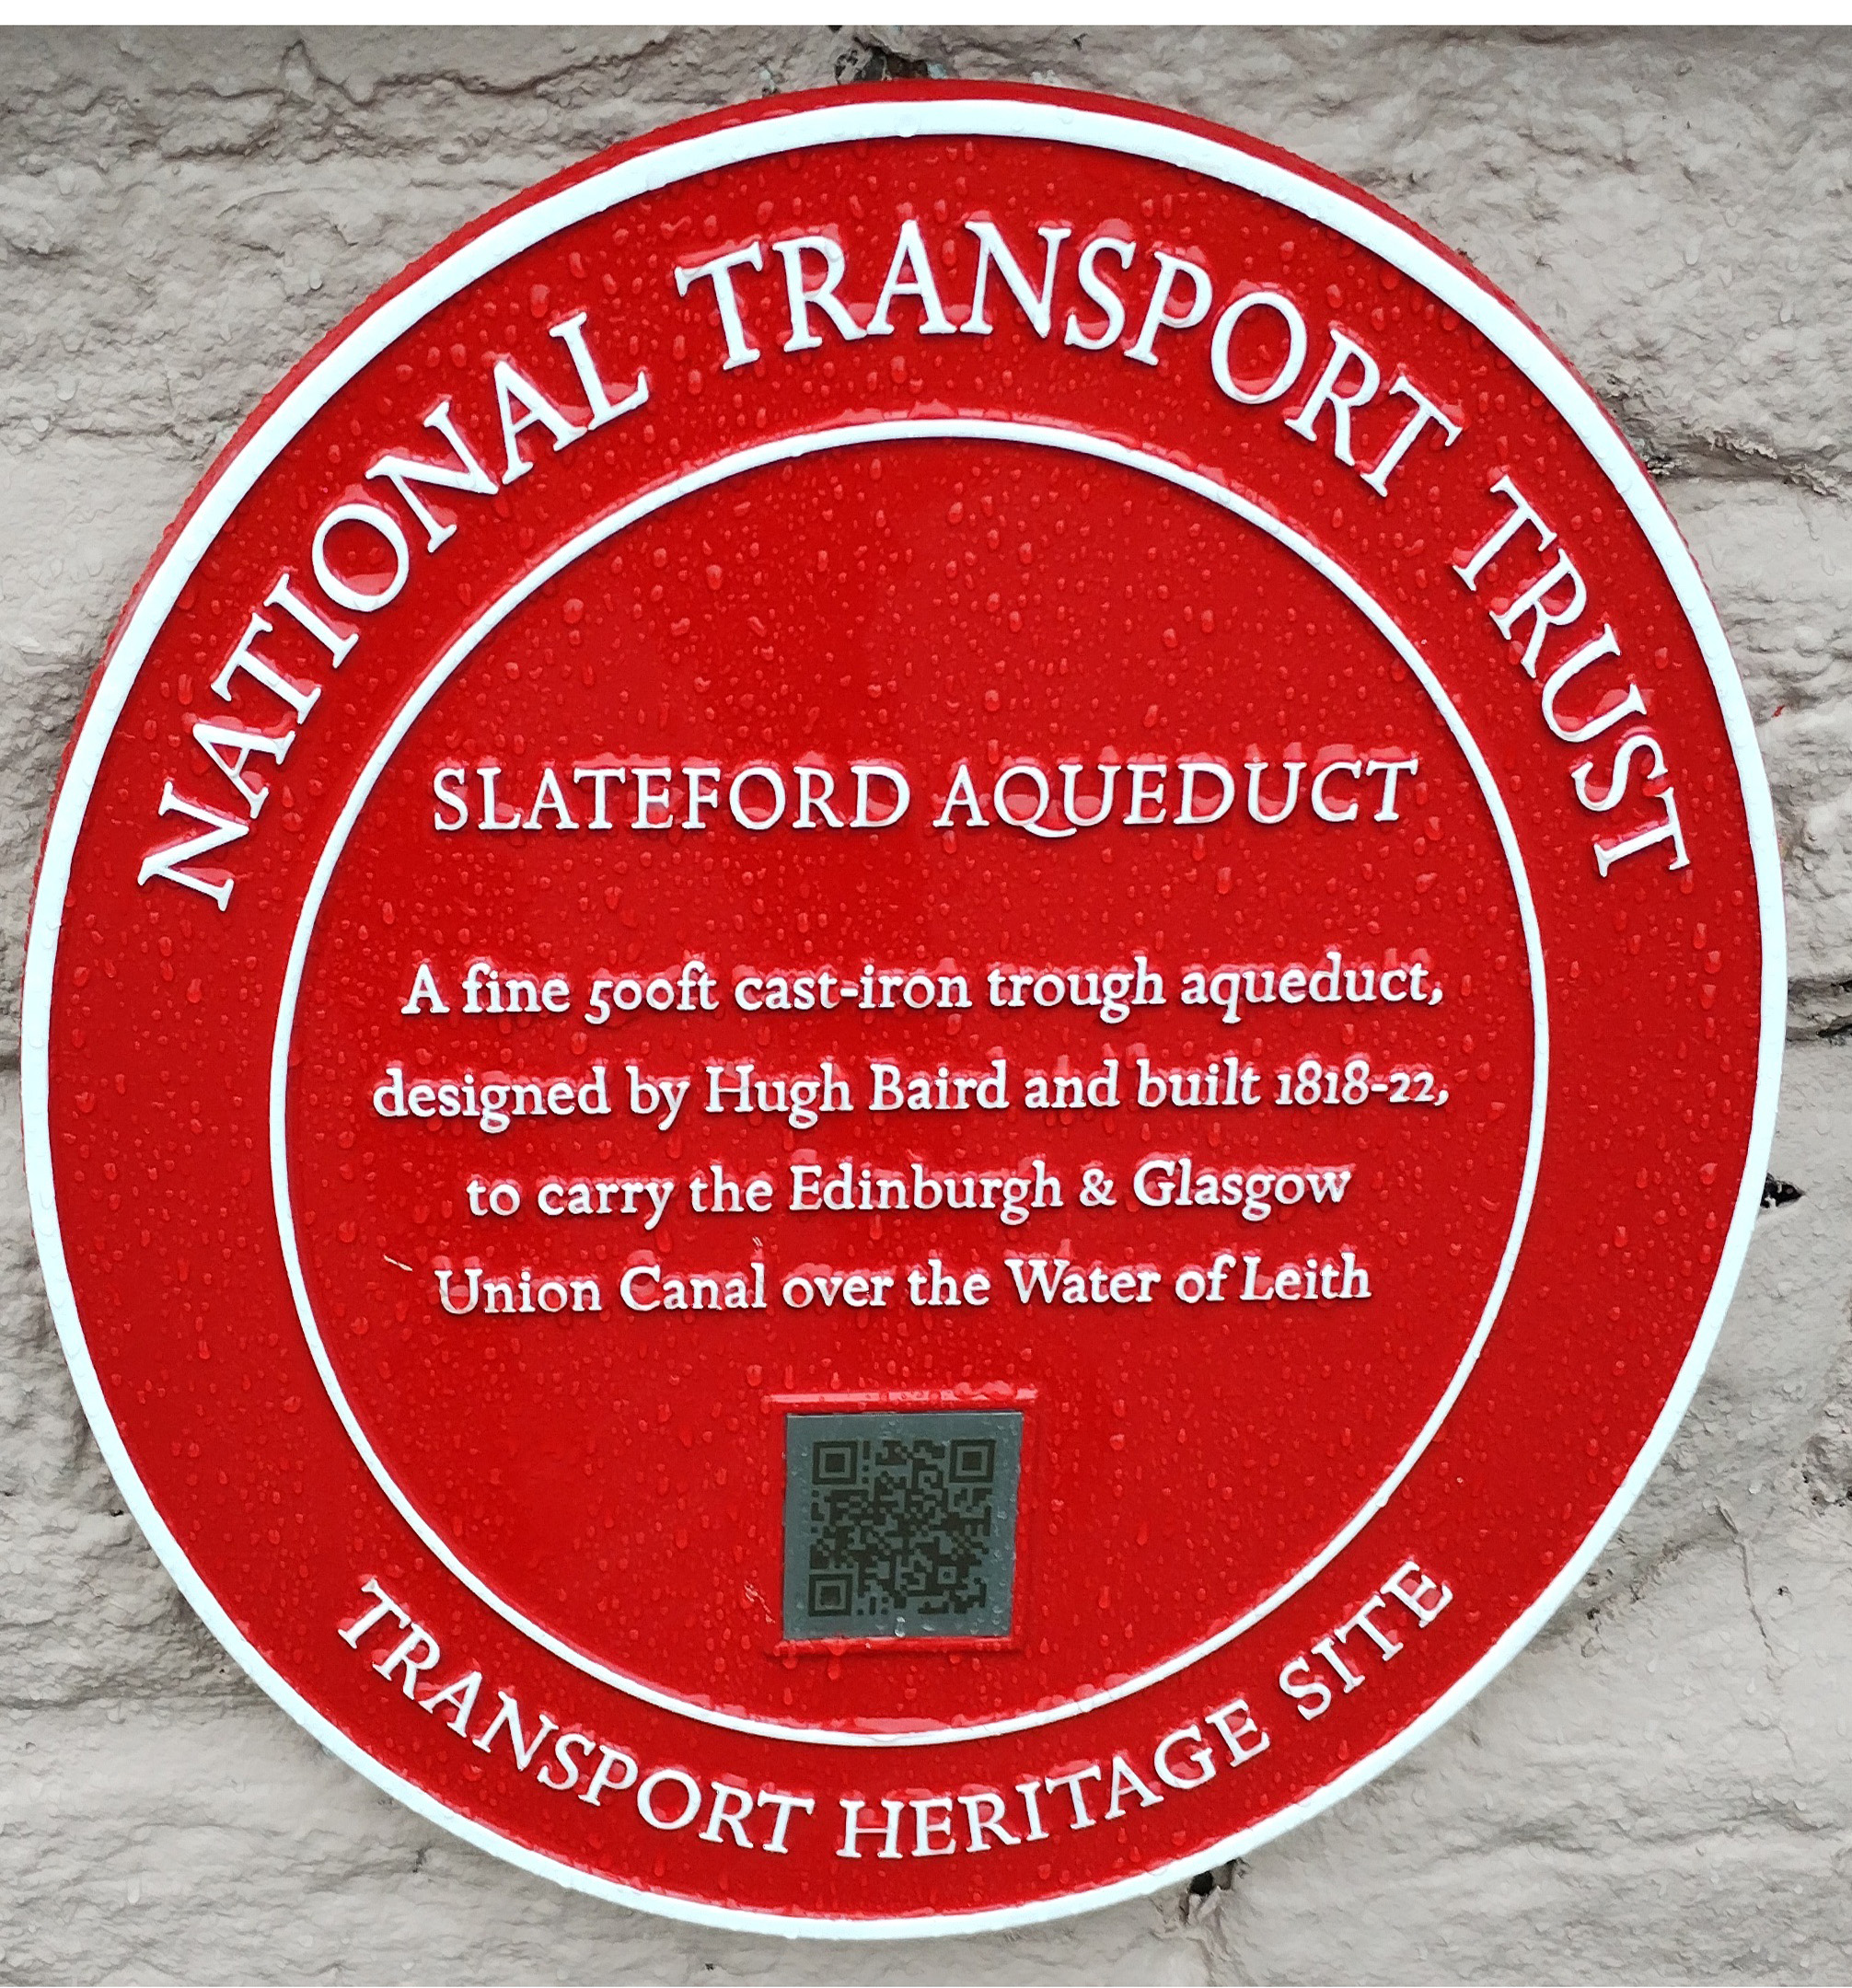 NATIONAL TRANSPORT TRUST
SLATEFORD AQUEDUCT
A fine 500ft cast-iron trough aqueduct,
designed by Hugh Baird and built 1818-22,
to carry the Edinburgh & Glasgow
Union Canal over the Water of Leith
TRANSPORT HERITAGE SITE